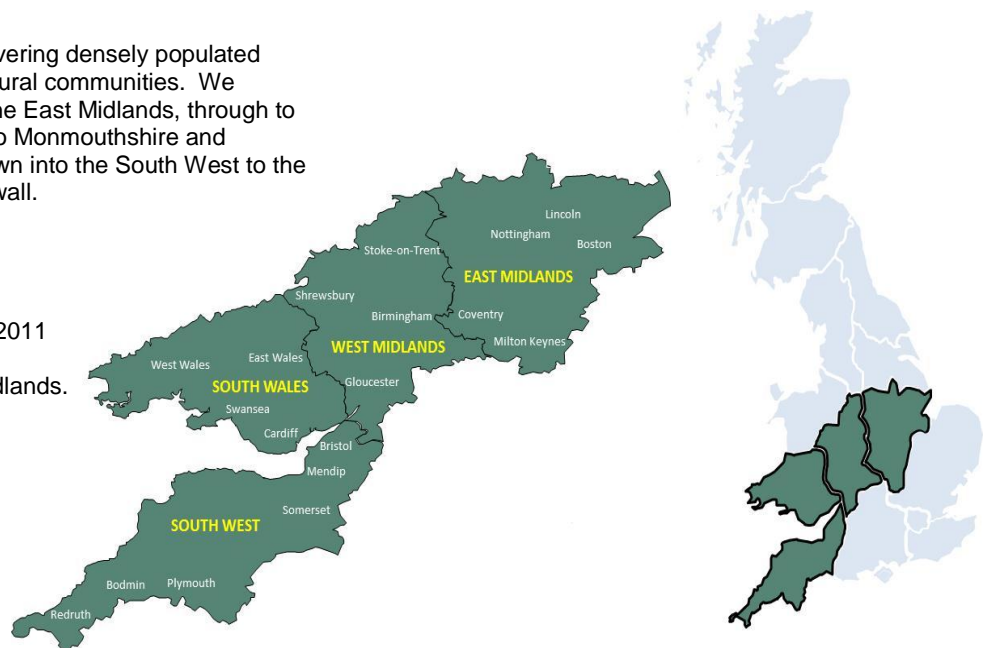 vering densely populated
ural communities. We
ne East Midlands, through to
o Monmouthshire and
wn into the South West to the
wall.
2011
dlands.
Lincoln
Nottingham
Boston
Stoke-on-Trent
EAST MIDLANDS
Shrewsbury
Birmingham
Coventry
WEST MIDLANDS
Milton Keynes
West Wales
East Wales
SOUTH WALES
Gloucester
Swansea
Cardiff
Bristol
Mendip
Somerset
SOUTH WEST
Bodmin
Plymouth
Redruth